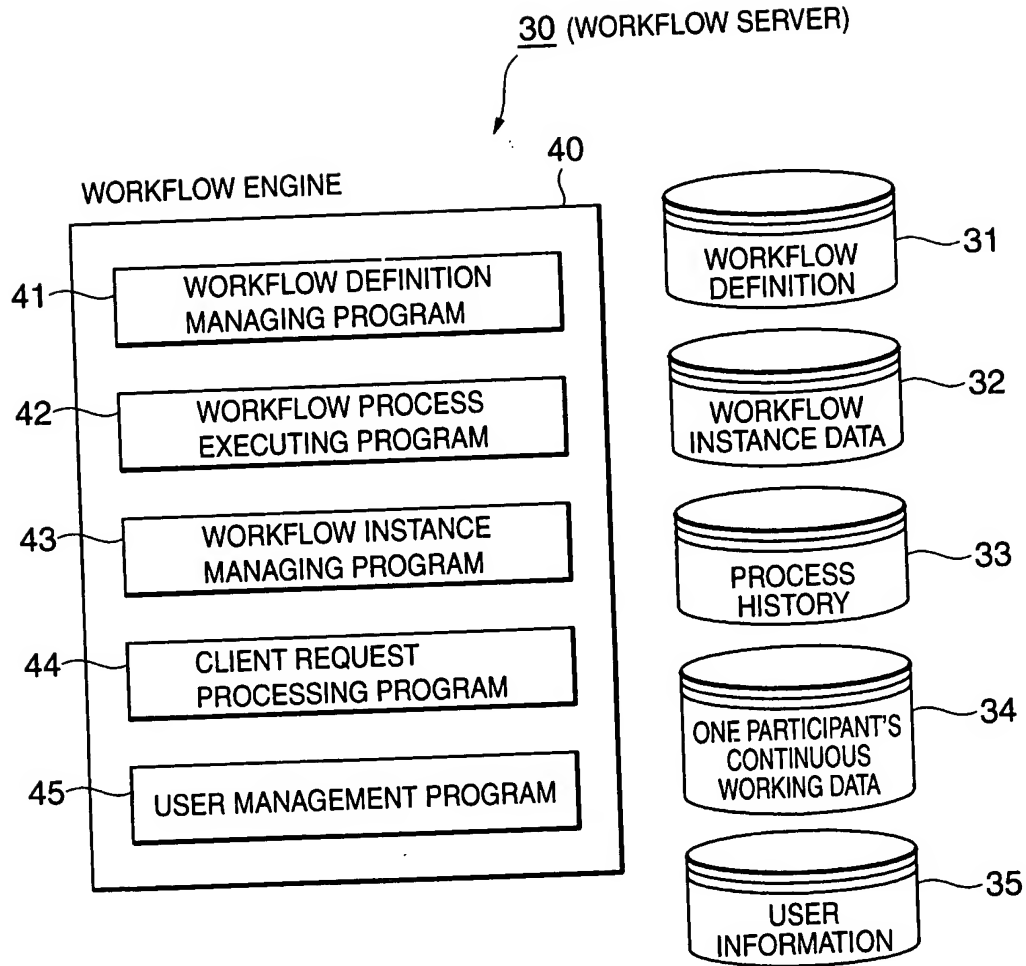 30 (WORKFLOW SERVER)
40
WORKFLOW ENGINE
41
WORKFLOW DEFINITION
MANAGING PROGRAM
42
WORKFLOW PROCESS
EXECUTING PROGRAM
43
WORKFLOW INSTANCE
MANAGING PROGRAM
44
CLIENT REQUEST
PROCESSING PROGRAM
45
USER MANAGEMENT PROGRAM
WORKFLOW
DEFINITION
31
WORKFLOW
INSTANCE DATA
32
PROCESS
HISTORY
33
ONE PARTICIPANT'S
CONTINUOUS
WORKING DATA
34
USER
INFORMATION
35